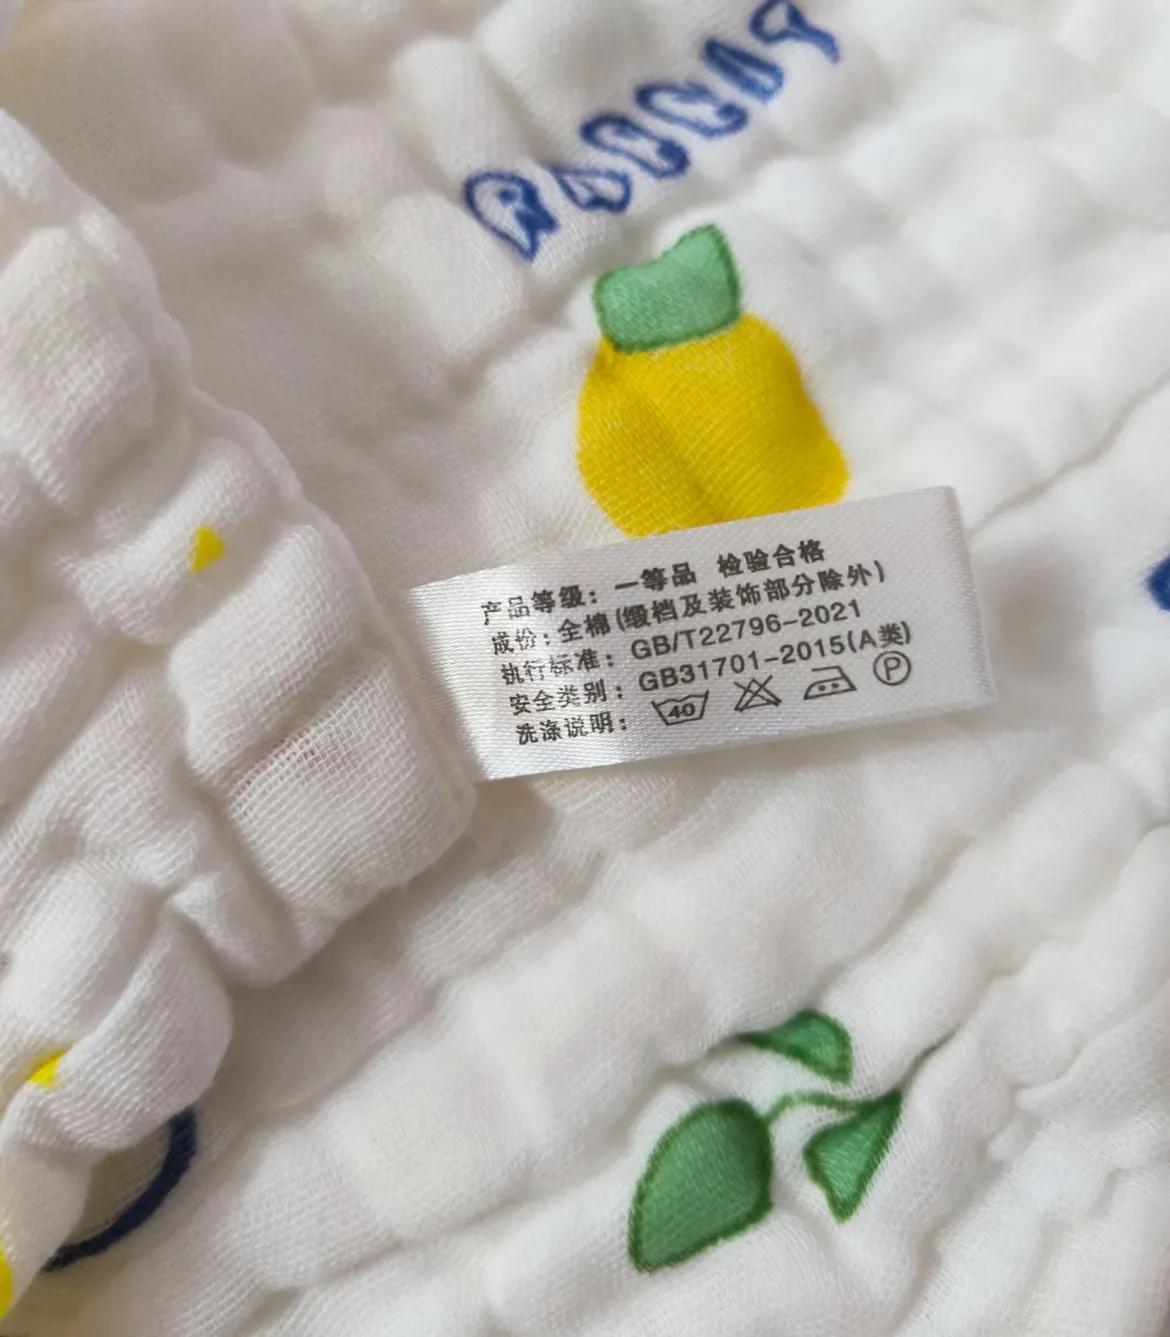 产品等级：一等品 检验合格
成份：全棉(缎档及装饰部分除外)
执行标准：GB/T22796-2021
安全类别：GB31701-2015(A类)
洗涤说明：40 P